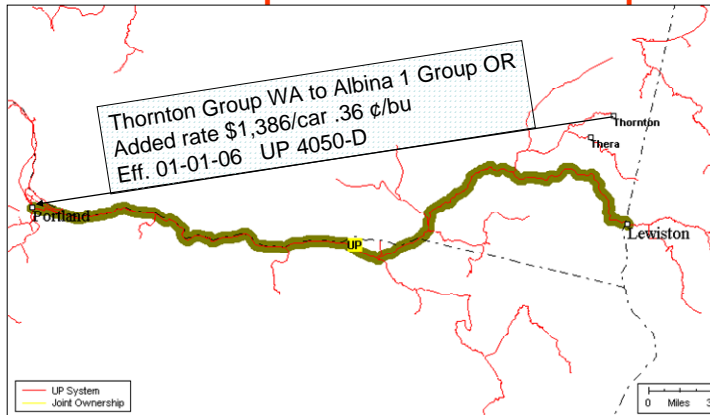 Thornton Group WA to Albina 1 Group OR
Added rate $1,386/car .36 ¢/bu
Eff. 01-01-06 UP 4050-D
Thornton
Thera
Portland
Lewiston
UP
UP System
Joint Ownership
0 Miles 3